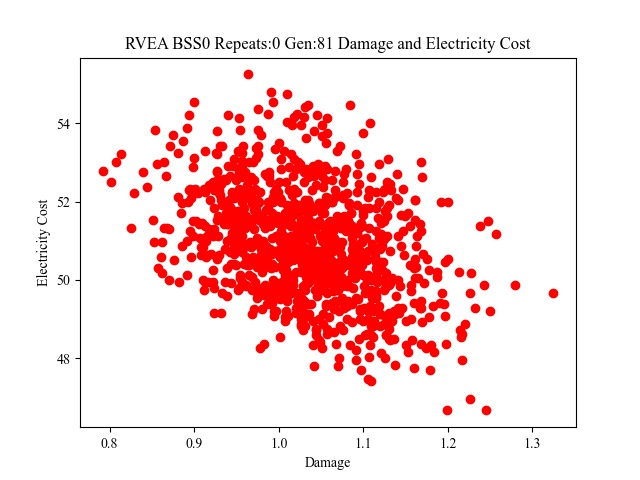 RVEA BSS0 Repeats:0 Gen:81 Damage and Electricity Cost
54
52
50
48
Electricity Cost
0.8 0.9 1.0 1.1 1.2 1.3
Damage